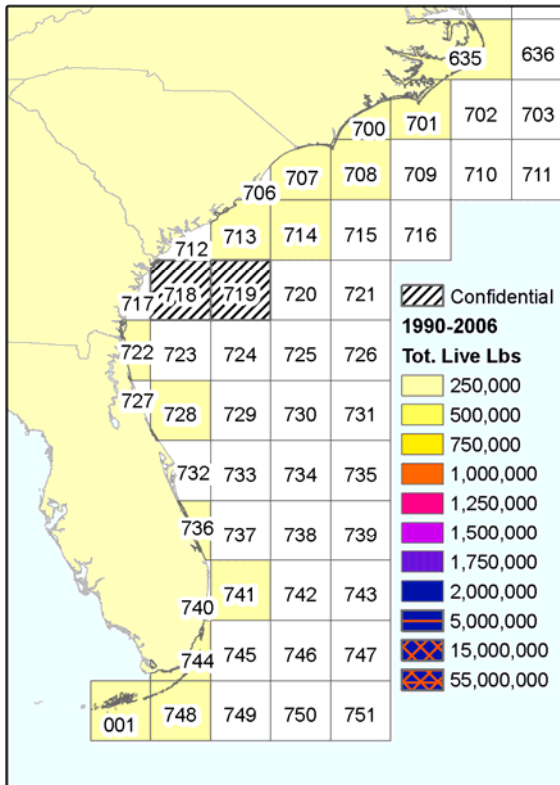 635 636
700 701 702 703
706 707 708 709 710 711
712 713 714 715 716
717 718 719 720 721
722 723 724 725 726
727 728 729 730 731
732 733 734 735
736 737 738 739
740 741 742 743
744 745 746 747
001 748 749 750 751
Confidential
1990-2006
Tot. Live Lbs
250,000
500,000
750,000
1,000,000
1,250,000
1,500,000
1,750,000
2,000,000
5,000,000
15,000,000
55,000,000